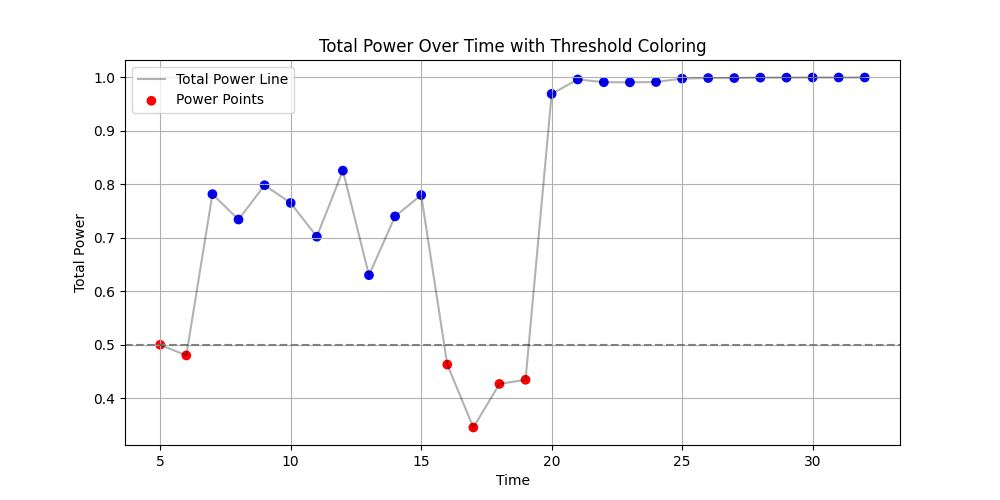 Total Power Over Time with Threshold Coloring
Total Power Line
Power Points
1.0
0.9
0.8
0.7
0.6
0.5
0.4
Total Power
5 10 15 20 25 30
Time